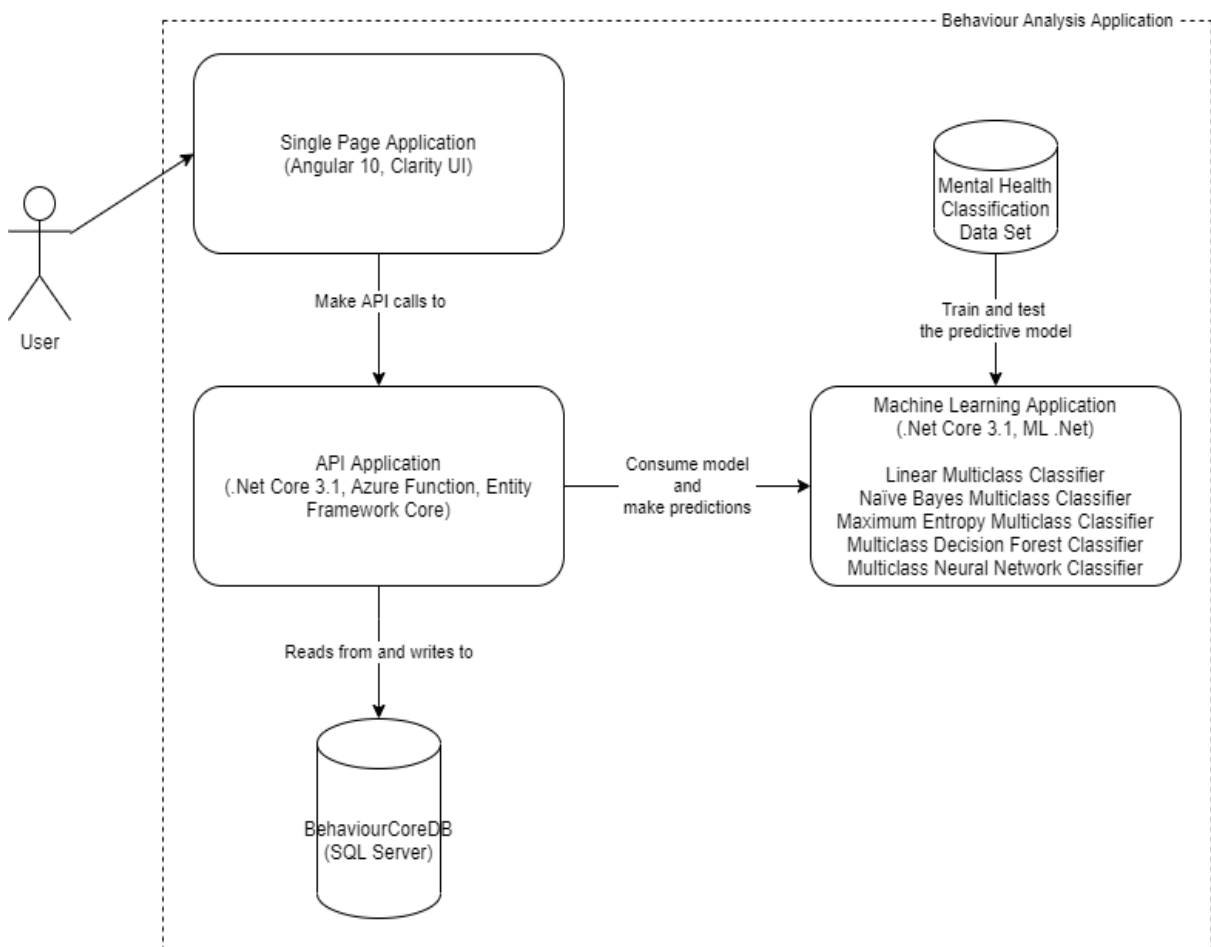 Behaviour Analysis Application
Single Page Application
(Angular 10, Clarity UI)
Mental Health
Classification
Data Set
User
Make API calls to
Train and test
the predictive model
API Application
(.Net Core 3.1, Azure Function, Entity
Framework Core)
Consume model
and
make predictions
Machine Learning Application
(.Net Core 3.1, ML .Net)
Linear Multiclass Classifier
Naïve Bayes Multiclass Classifier
Maximum Entropy Multiclass Classifier
Multiclass Decision Forest Classifier
Multiclass Neural Network Classifier
Reads from and writes to
BehaviourCoreDB
(SQL Server)